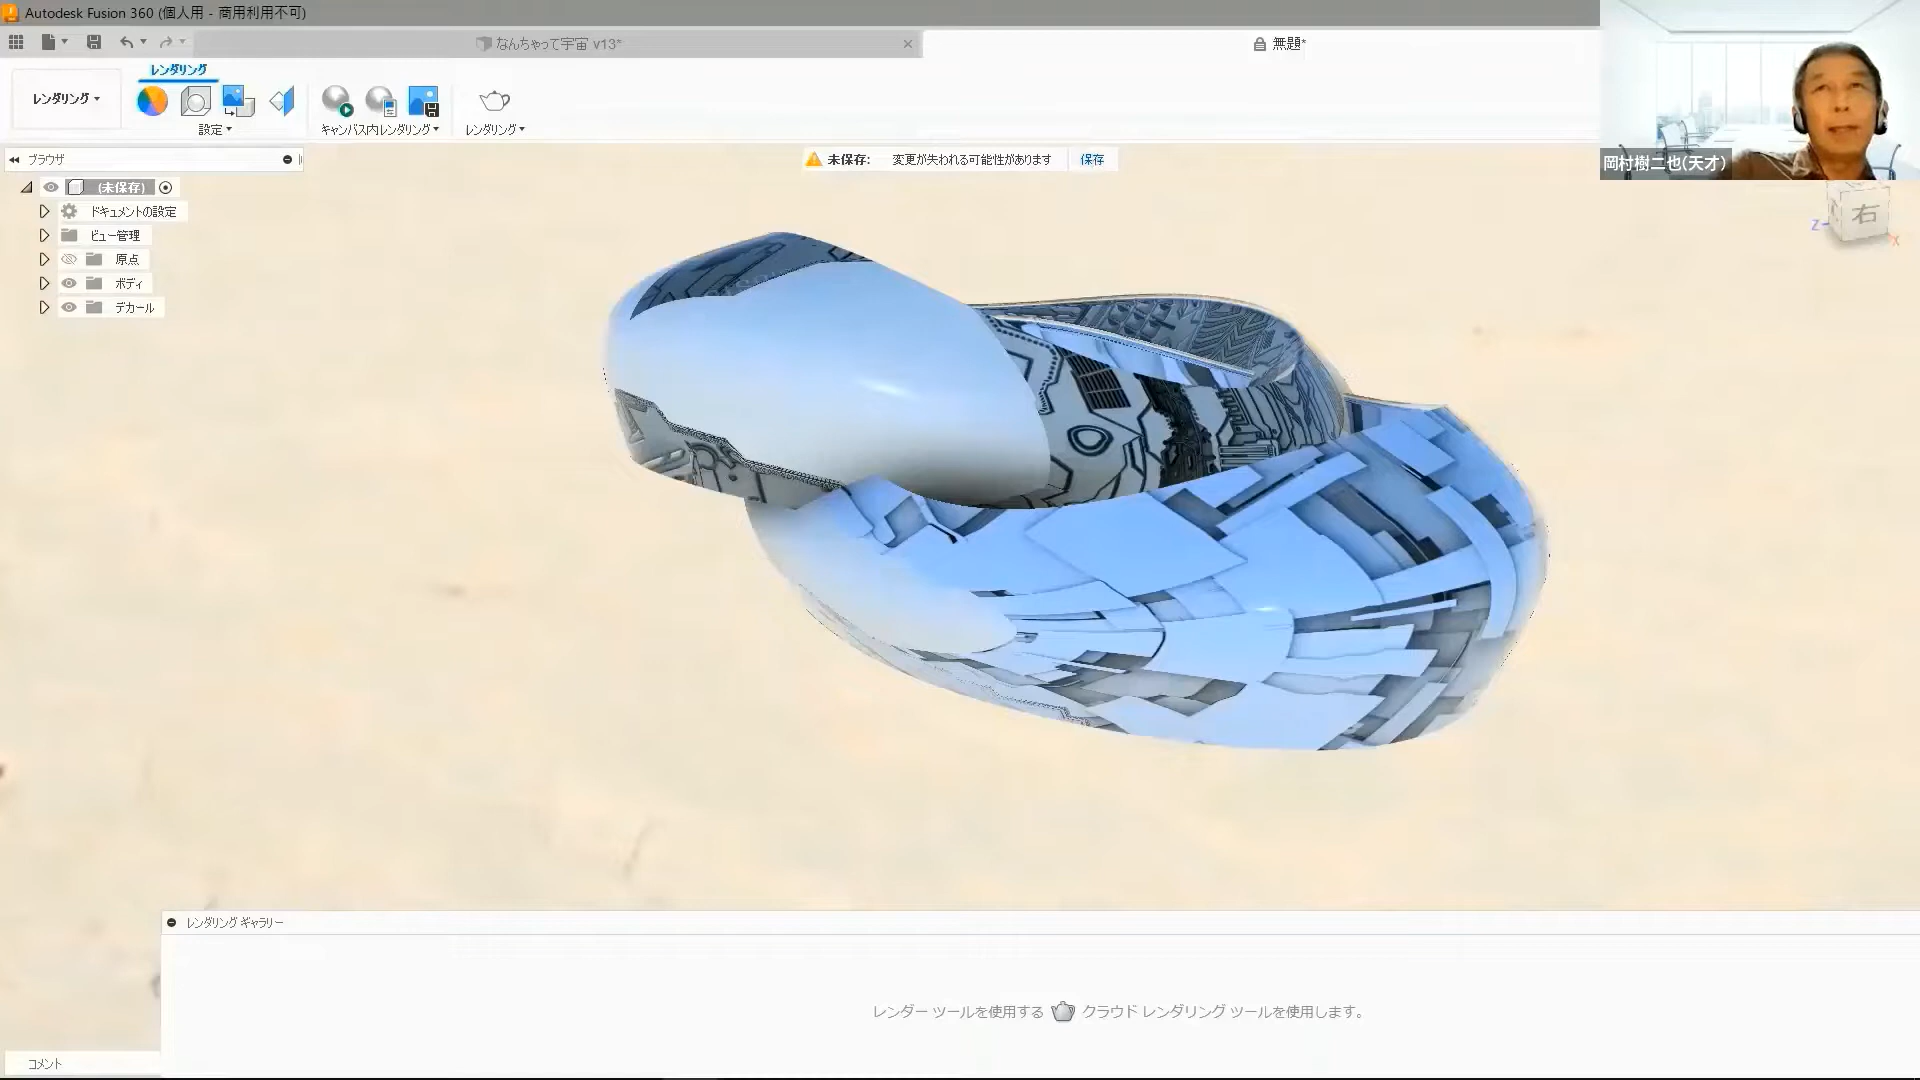 Autodesk Fusion 360 (個人用 - 商用利用不可)
なんちゃって宇宙 v13*
無題*
レンダリング
レンダリング
設定
キャンバス内レンダリング
レンダリング
岡村樹二也(天才)
ブラウザ
未保存: 変更が失われる可能性があります 保存
(未保存)
ドキュメントの設定
ビュー管理
原点
ボディ
デカール
右
Z
X
レンダリング ギャラリー
レンダー ツールを使用する クラウド レンダリング ツールを使用します。
コメント